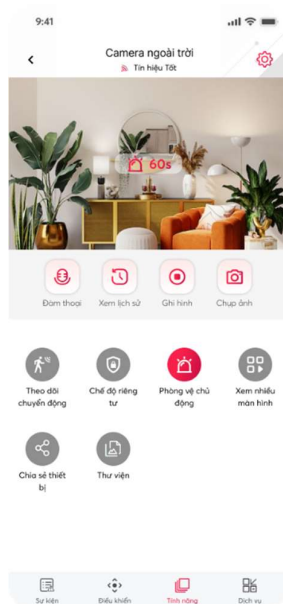 9:41
Camera ngoài trời
Tín hiệu Tốt
60s
Đàm thoại
Xem lịch sử
Ghi hình
Chụp ảnh
Theo dõi
chuyển động
Chế độ riêng
tư
Phòng vệ chủ
động
Xem nhiều
màn hình
Chia sẻ thiết
bị
Thư viện
Sự kiện
Điều khiển
Tính năng
Dịch vụ